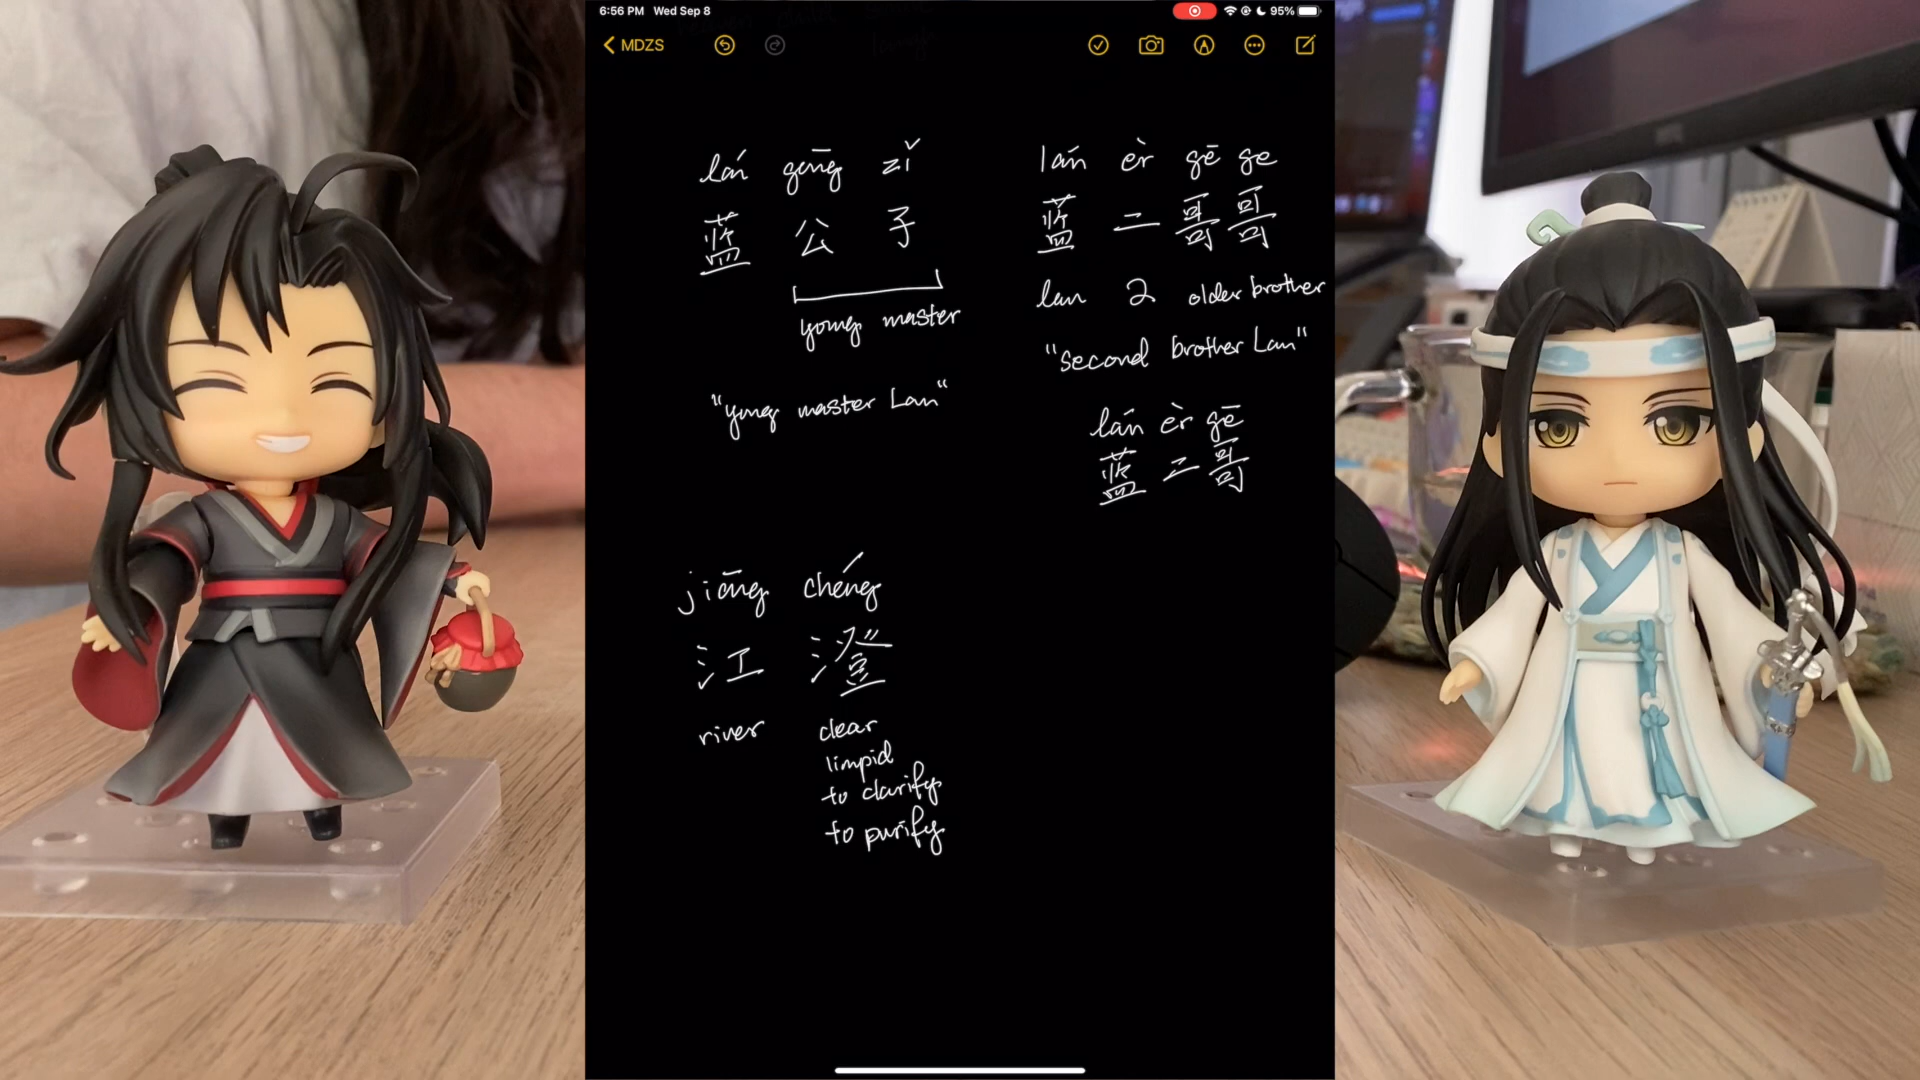 6:56 PM Wed Sep 8 95%
MDZS
lán gōng zǐ
蓝 公 子
young master
"young master Lan"
lán èr gē ge
蓝 二 哥 哥
lan 2 older brother
"second brother Lan"
lán èr gē
蓝 二 哥
jiāng chéng
江 澄
river clear
limpid
to clarify
to purify